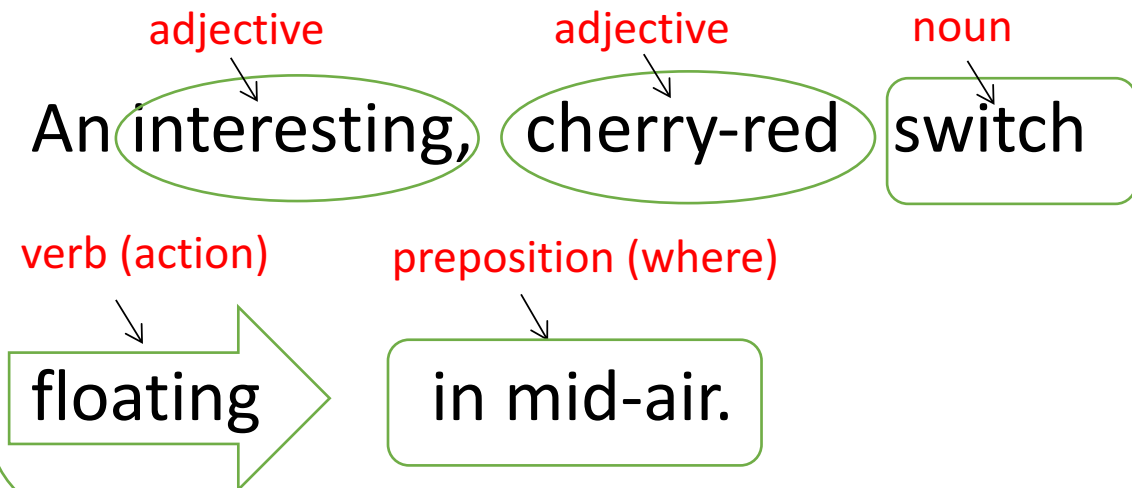 adjective adjective noun
An interesting, cherry-red switch
verb (action) preposition (where)
floating in mid-air.